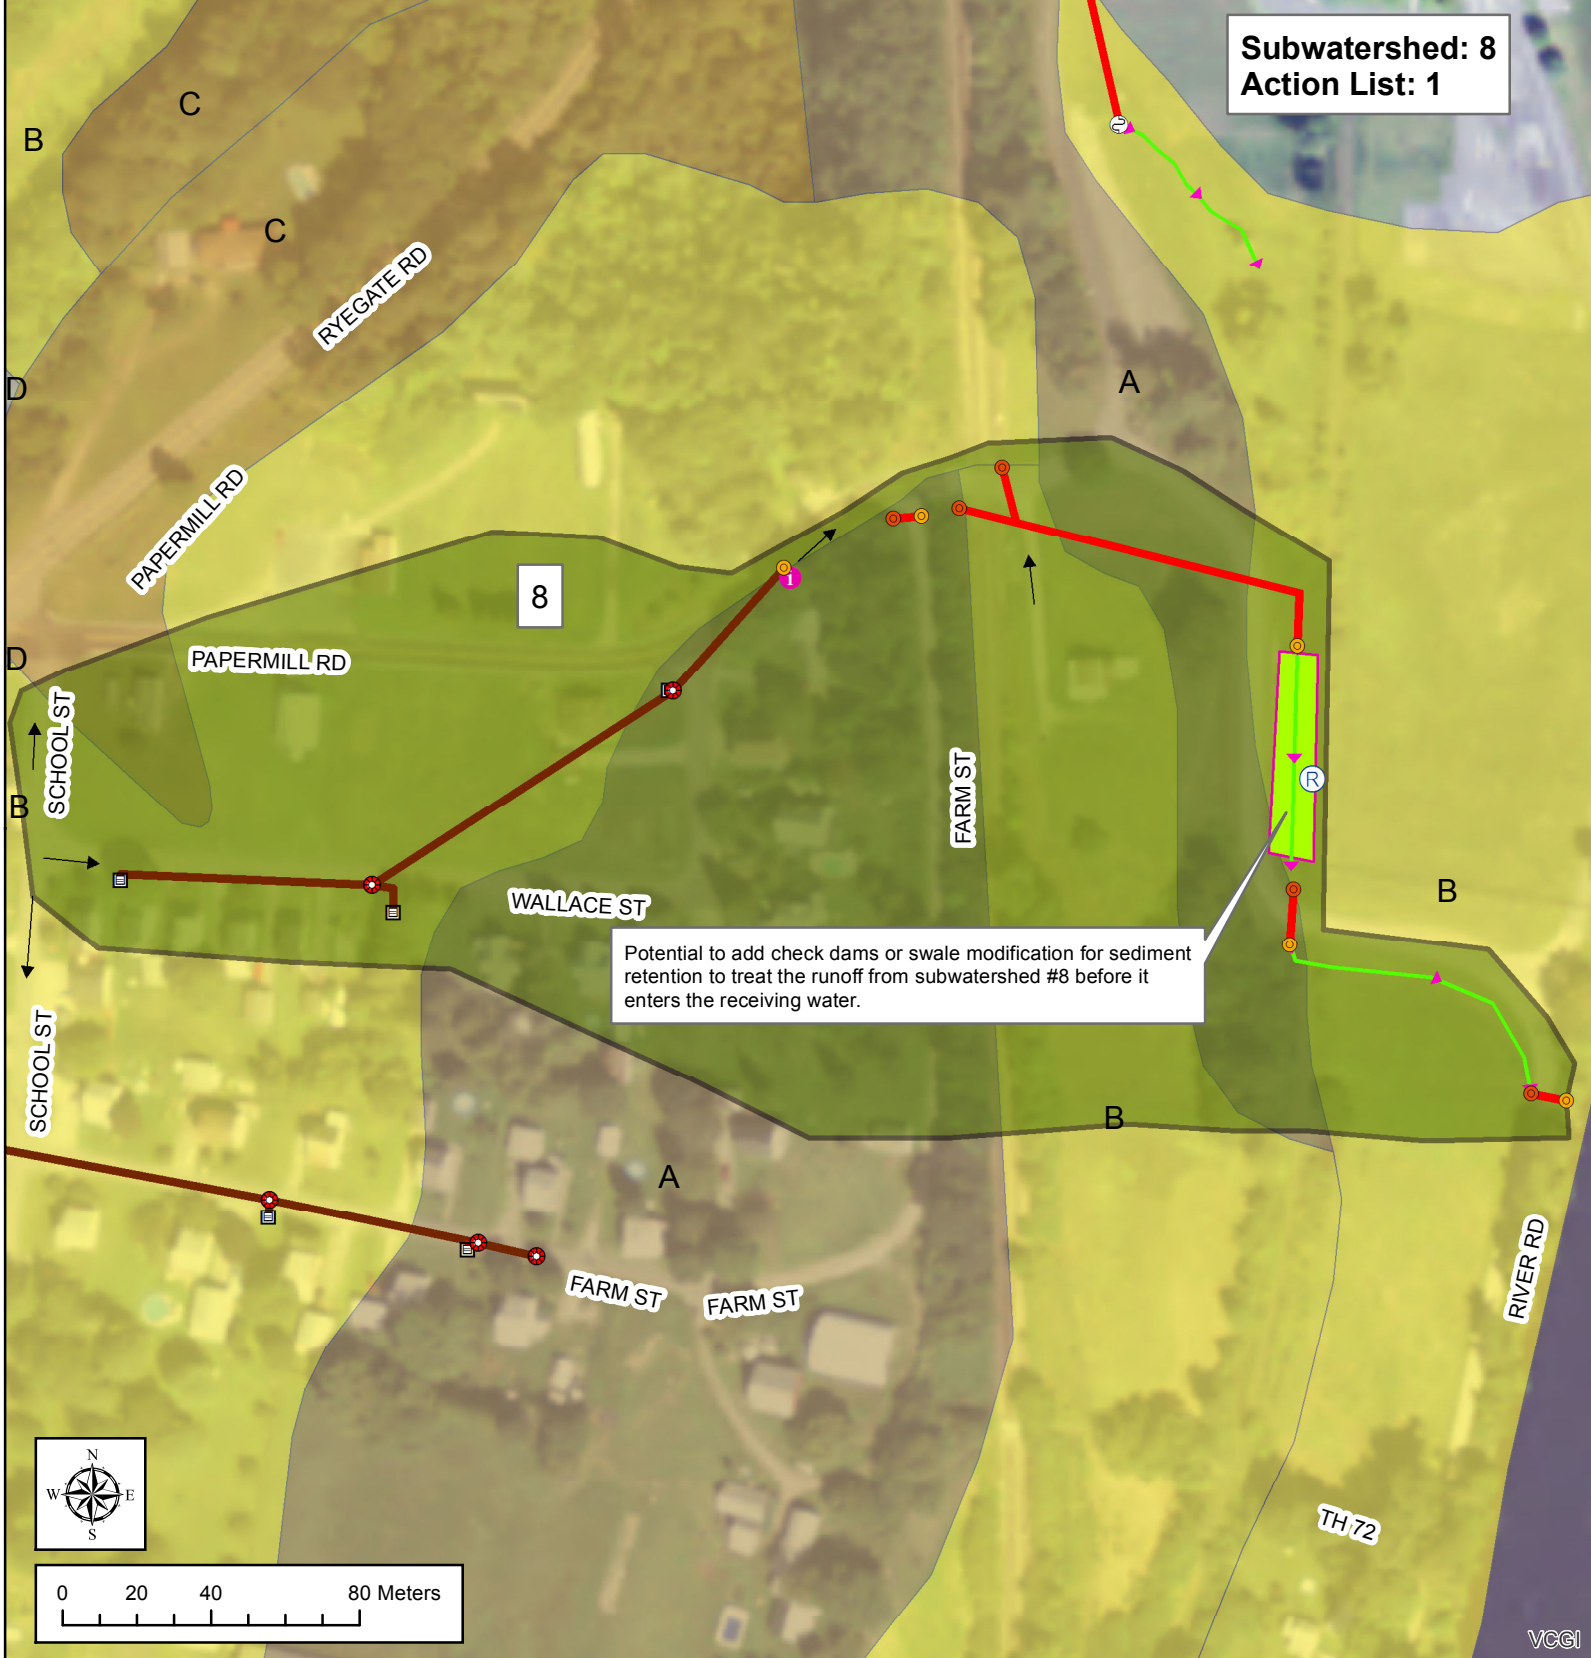 Subwatershed: 8
Action List: 1
C
B
C
RYEGATE RD
A
D
PAPERMILL RD
8
1
PAPERMILL RD
D
SCHOOL ST
R
FARM ST
B
B
WALLACE ST
Potential to add check dams or swale modification for sediment
retention to treat the runoff from subwatershed #8 before it
enters the receiving water.
SCHOOL ST
B
A
FARM ST
FARM ST
RIVER RD
N
W E
S
TH 72
0 20 40 80 Meters
VCGI